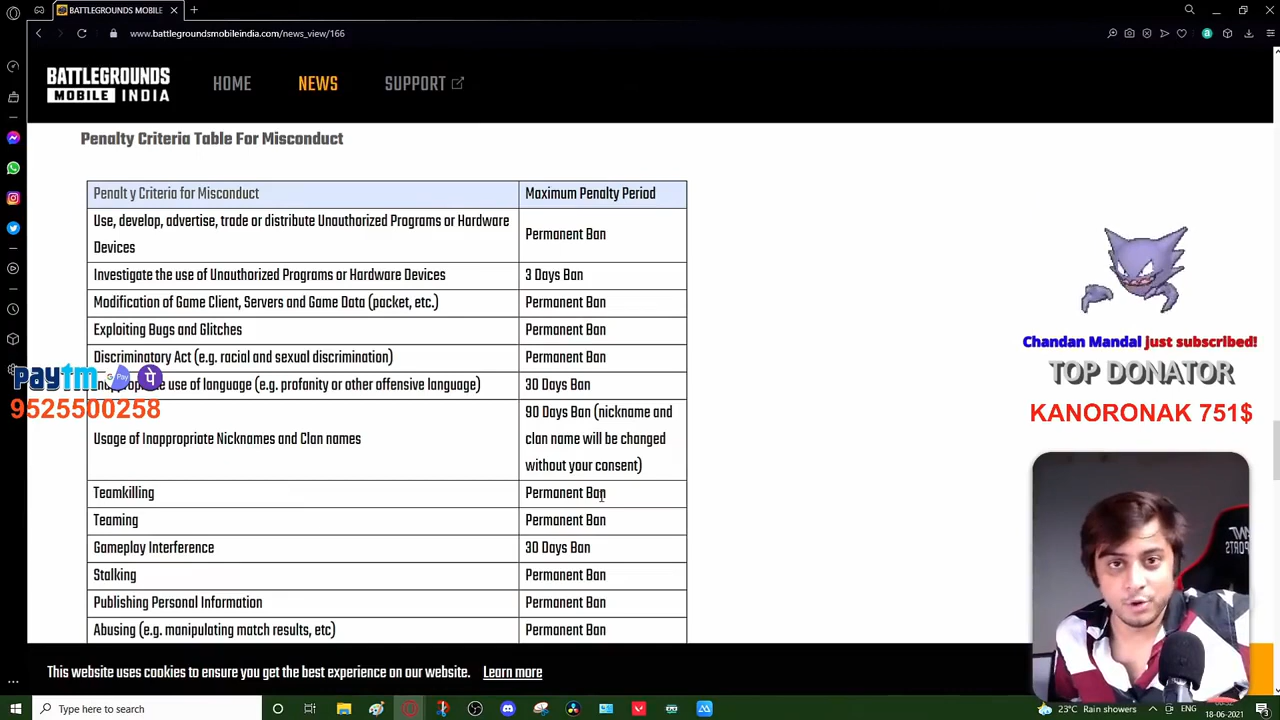 BATTLEGROUNDS MOBILE
www.battlegroundsmobileindia.com/news_view/166
BATTLEGROUNDS
MOBILE INDIA
HOME
NEWS
SUPPORT
Penalty Criteria Table For Misconduct
Penalt y Criteria for Misconduct
Maximum Penalty Period
Use, develop, advertise, trade or distribute Unauthorized Programs or Hardware
Devices
Permanent Ban
Investigate the use of Unauthorized Programs or Hardware Devices
3 Days Ban
Modification of Game Client, Servers and Game Data (packet, etc.)
Permanent Ban
Exploiting Bugs and Glitches
Permanent Ban
Discriminatory Act (e.g. racial and sexual discrimination)
Permanent Ban
use of language (e.g. profanity or other offensive language)
30 Days Ban
Usage of Inappropriate Nicknames and Clan names
90 Days Ban (nickname and
clan name will be changed
without your consent)
Teamkilling
Permanent Ban
Teaming
Permanent Ban
Gameplay Interference
30 Days Ban
Stalking
Permanent Ban
Publishing Personal Information
Permanent Ban
Abusing (e.g. manipulating match results, etc)
Permanent Ban
paytm
G Pay
पे
9525500258
Chandan Mandal just subscribed!
TOP DONATOR
KANORONAK 751$
This website uses cookies to ensure you get the best experience on our website.
Learn more
Type here to search
23°C Rain showers
ENG
18-06-2021